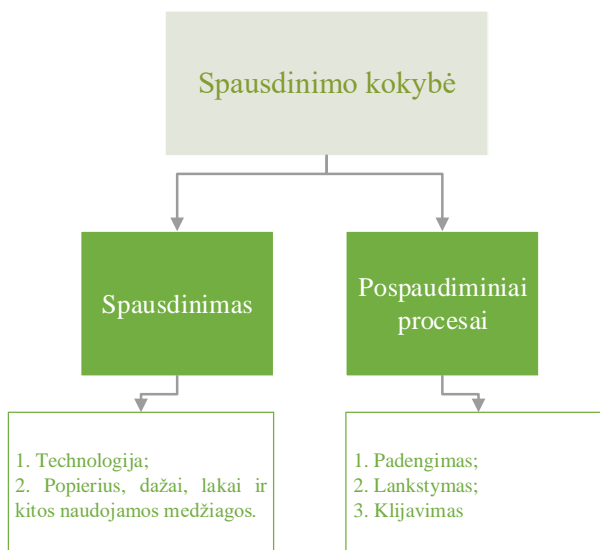 Spausdinimo kokybė
Spausdinimas
Pospaudiminiai
procesai
1. Technologija;
2. Popierius, dažai, lakai ir
kitos naudojamos medžiagos.
1. Padengimas;
2. Lankstymas;
3. Klijavimas